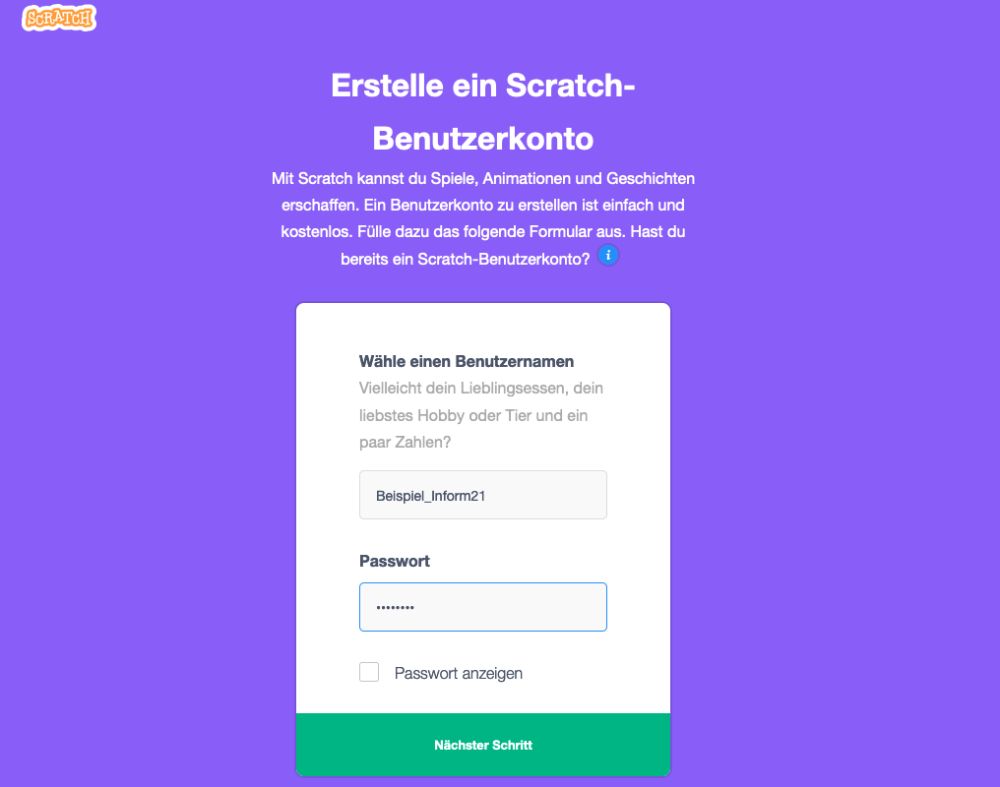 SCRATCH
Erstelle ein Scratch-
Benutzerkonto
Mit Scratch kannst du Spiele, Animationen und Geschichten
erschaffen. Ein Benutzerkonto zu erstellen ist einfach und
kostenlos. Fülle dazu das folgende Formular aus. Hast du
bereits ein Scratch-Benutzerkonto? i
Wähle einen Benutzernamen
Vielleicht dein Lieblingsessen, dein
liebstes Hobby oder Tier und ein
paar Zahlen?
Beispiel_Inform21
Passwort
••••••••
Passwort anzeigen
Nächster Schritt